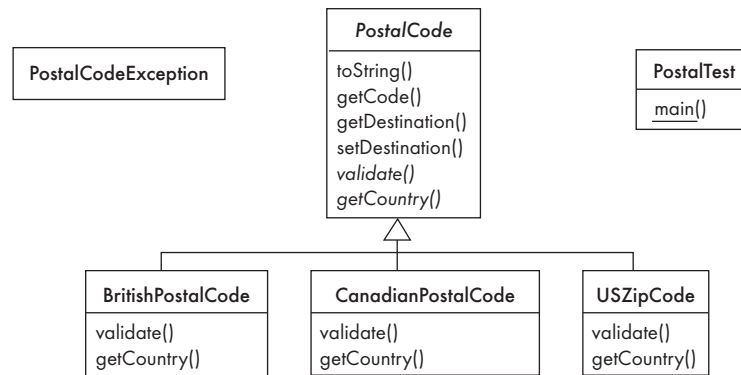 PostalCode
toString()
getCode()
getDestination()
setDestination()
validate()
getCountry()
PostalCodeException
PostalTest
main()
BritishPostalCode
validate()
getCountry()
CanadianPostalCode
validate()
getCountry()
USZipCode
validate()
getCountry()